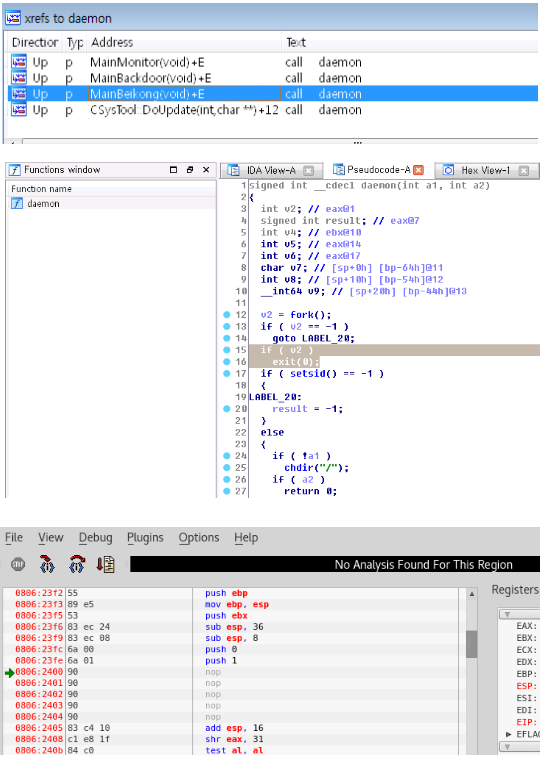 xrefs to daemon
Direction Typ Address Text
Up p MainMonitor(void)+E call daemon
Up p MainBackdoor(void)+E call daemon
Up p MainBeikong(void)+E call daemon
Up p CSysTool::DoUpdate(int,char **)+12 call daemon
Functions window
Function name
daemon
IDA View-A Pseudocode-A Hex View-1
1 signed int __cdecl daemon(int a1, int a2)
2 {
3 int v2; // eax@1
4 signed int result; // eax@7
5 int v4; // ebx@10
6 int v5; // eax@14
7 int v6; // eax@17
8 char v7; // [sp+0h] [bp-64h]@11
9 int v8; // [sp+10h] [bp-54h]@12
10 __int64 v9; // [sp+20h] [bp-44h]@13
11
12 v2 = fork();
13 if ( v2 == -1 )
14 goto LABEL_20;
15 if ( v2 )
16 exit(0);
17 if ( setsid() == -1 )
18 {
19 LABEL_20:
20 result = -1;
21 }
22 else
23 {
24 if ( !a1 )
25 chdir("/");
26 if ( a2 )
27 return 0;
File View Debug Plugins Options Help
No Analysis Found For This Region
Registers
0806:23f2 55 push ebp
0806:23f3 89 e5 mov ebp, esp
0806:23f5 53 push ebx
0806:23f6 83 ec 24 sub esp, 36
0806:23f9 83 ec 08 sub esp, 8
0806:23fc 6a 00 push 0
0806:23fe 6a 01 push 1
0806:2400 90 nop
0806:2401 90 nop
0806:2402 90 nop
0806:2403 90 nop
0806:2404 90 nop
0806:2405 83 c4 10 add esp, 16
0806:2408 c1 e8 1f shr eax, 31
0806:240b 84 c0 test al, al
EAX:
EBX:
ECX:
EDX:
EBP:
ESP:
ESI:
EDI:
EIP: